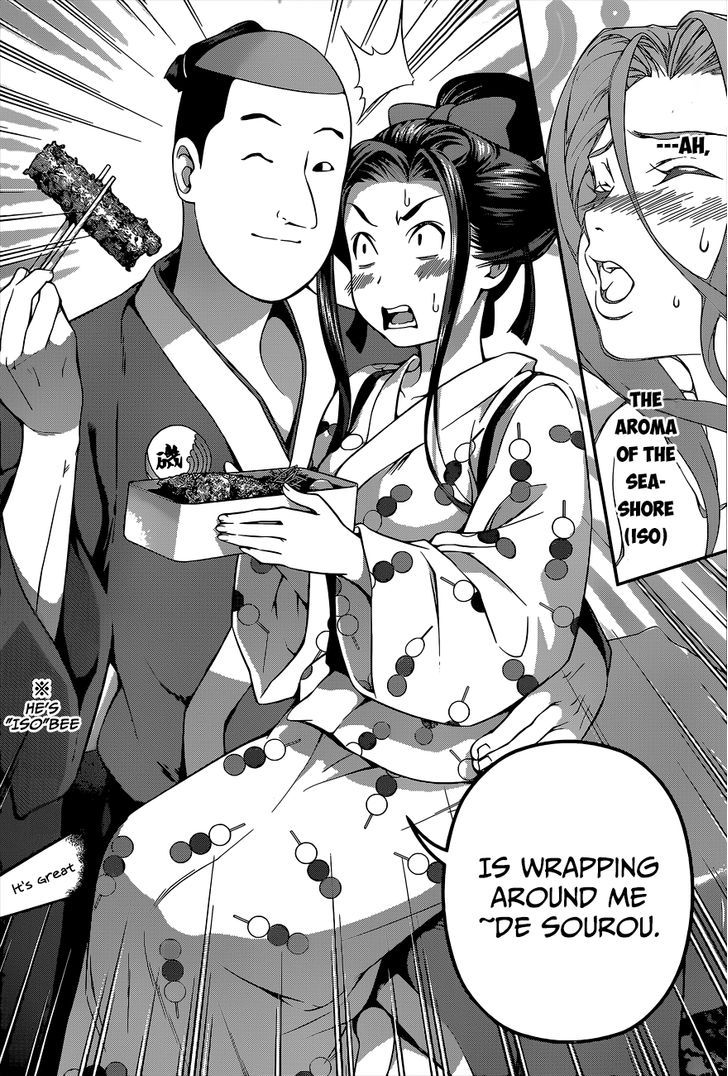 ---AH,
THE
AROMA
OF THE
SEA-
SHORE
(ISO)
※
HE'S
"ISO"BEE
It's Great
IS WRAPPING
AROUND ME
~DE SOUROU.